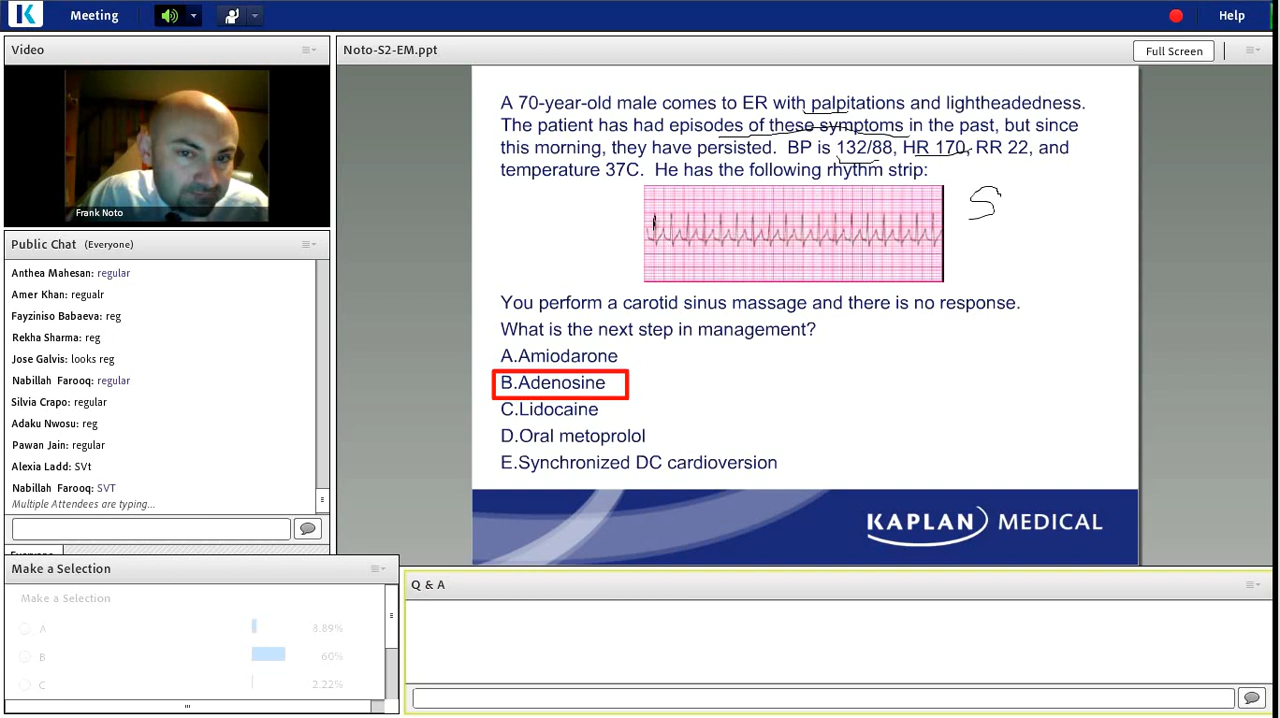 Meeting
Help
Video
Frank Noto
Public Chat (Everyone)
Anthea Mahesan: regular
Amer Khan: regualr
Fayziniso Babaeva: reg
Rekha Sharma: reg
Jose Galvis: looks reg
Nabillah Farooq: regular
Silvia Crapo: regular
Adaku Nwosu: reg
Pawan Jain: regular
Alexia Ladd: SVt
Nabillah Farooq: SVT
Multiple Attendees are typing...
Everyone
Make a Selection
Make a Selection
A 8.89%
B 60%
C 2.22%
Noto-S2-EM.ppt
Full Screen
A 70-year-old male comes to ER with palpitations and lightheadedness.
The patient has had episodes of these symptoms in the past, but since
this morning, they have persisted. BP is 132/88, HR 170, RR 22, and
temperature 37C. He has the following rhythm strip:
S
You perform a carotid sinus massage and there is no response.
What is the next step in management?
A.Amiodarone
B.Adenosine
C.Lidocaine
D.Oral metoprolol
E.Synchronized DC cardioversion
KAPLAN MEDICAL
Q & A